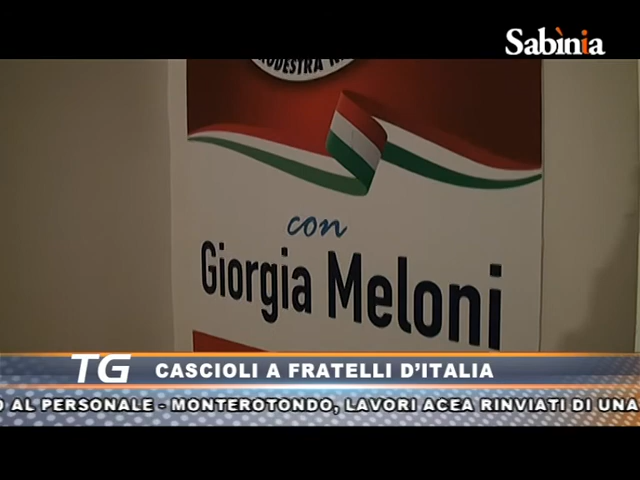 Sabìnia
con
Giorgia Meloni
TG CASCIOLI A FRATELLI D'ITALIA
AL PERSONALE - MONTEROTONDO, LAVORI ACEA RINVIATI DI UNA